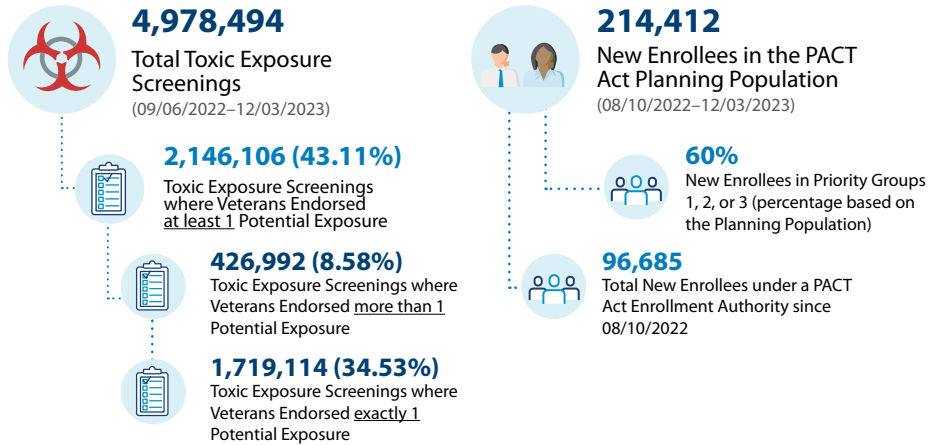 4,978,494
Total Toxic Exposure
Screenings
(09/06/2022–12/03/2023)
2,146,106 (43.11%)
Toxic Exposure Screenings
where Veterans Endorsed
at least 1 Potential Exposure
426,992 (8.58%)
Toxic Exposure Screenings where
Veterans Endorsed more than 1
Potential Exposure
1,719,114 (34.53%)
Toxic Exposure Screenings where
Veterans Endorsed exactly 1
Potential Exposure
214,412
New Enrollees in the PACT
Act Planning Population
(08/10/2022–12/03/2023)
60%
New Enrollees in Priority Groups
1, 2, or 3 (percentage based on
the Planning Population)
96,685
Total New Enrollees under a PACT
Act Enrollment Authority since
08/10/2022